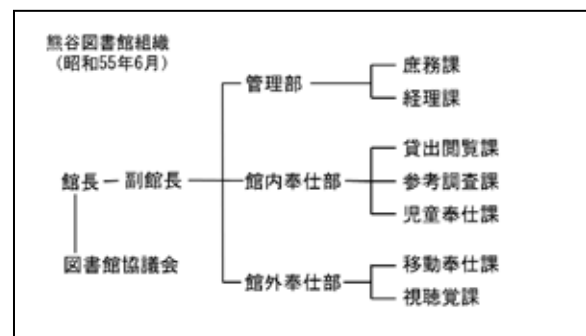 熊谷図書館組織
（昭和55年6月）
管理部
庶務課
経理課
館長
副館長
館内奉仕部
貸出閲覧課
参考調査課
児童奉仕課
図書館協議会
館外奉仕部
移動奉仕課
視聴覚課